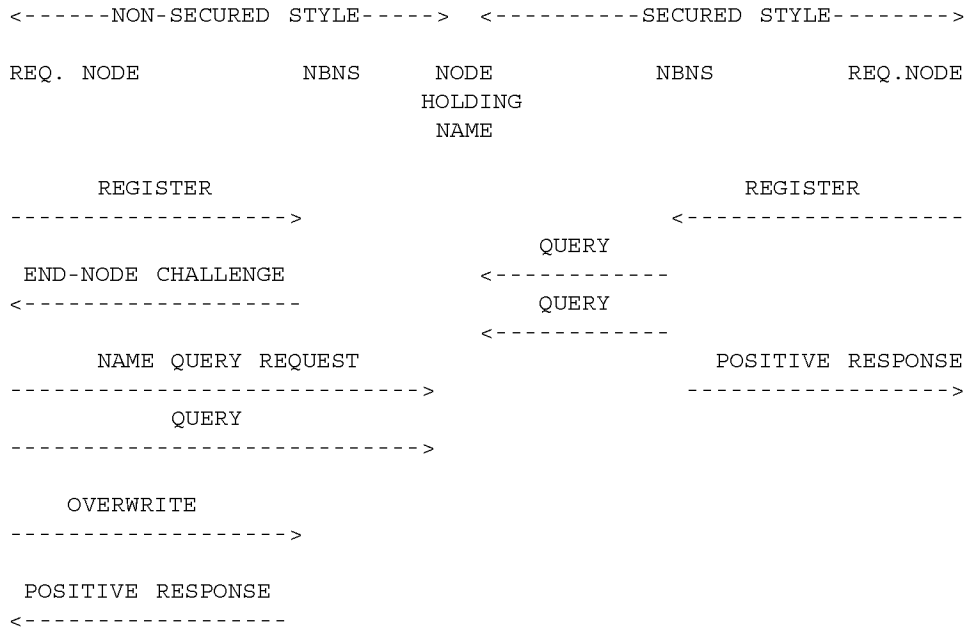 <------NON-SECURED STYLE-----> <----------SECURED STYLE-------->
REQ. NODE NBNS NODE NBNS REQ.NODE
HOLDING
NAME
REGISTER REGISTER
-------------------> <-------------------
QUERY
END-NODE CHALLENGE <------------
<------------------- QUERY
<------------
NAME QUERY REQUEST POSITIVE RESPONSE
----------------------------> ------------------>
QUERY
---------------------------->
OVERWRITE
------------------->
POSITIVE RESPONSE
<------------------